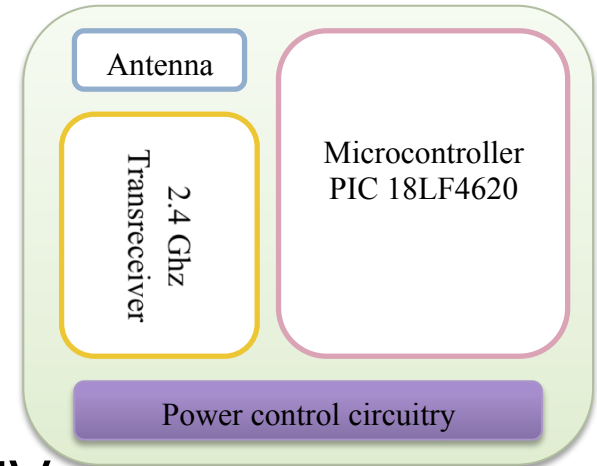 Antenna
Microcontroller
PIC 18LF4620
2.4 Ghz
Transreceiver
Power control circuitry